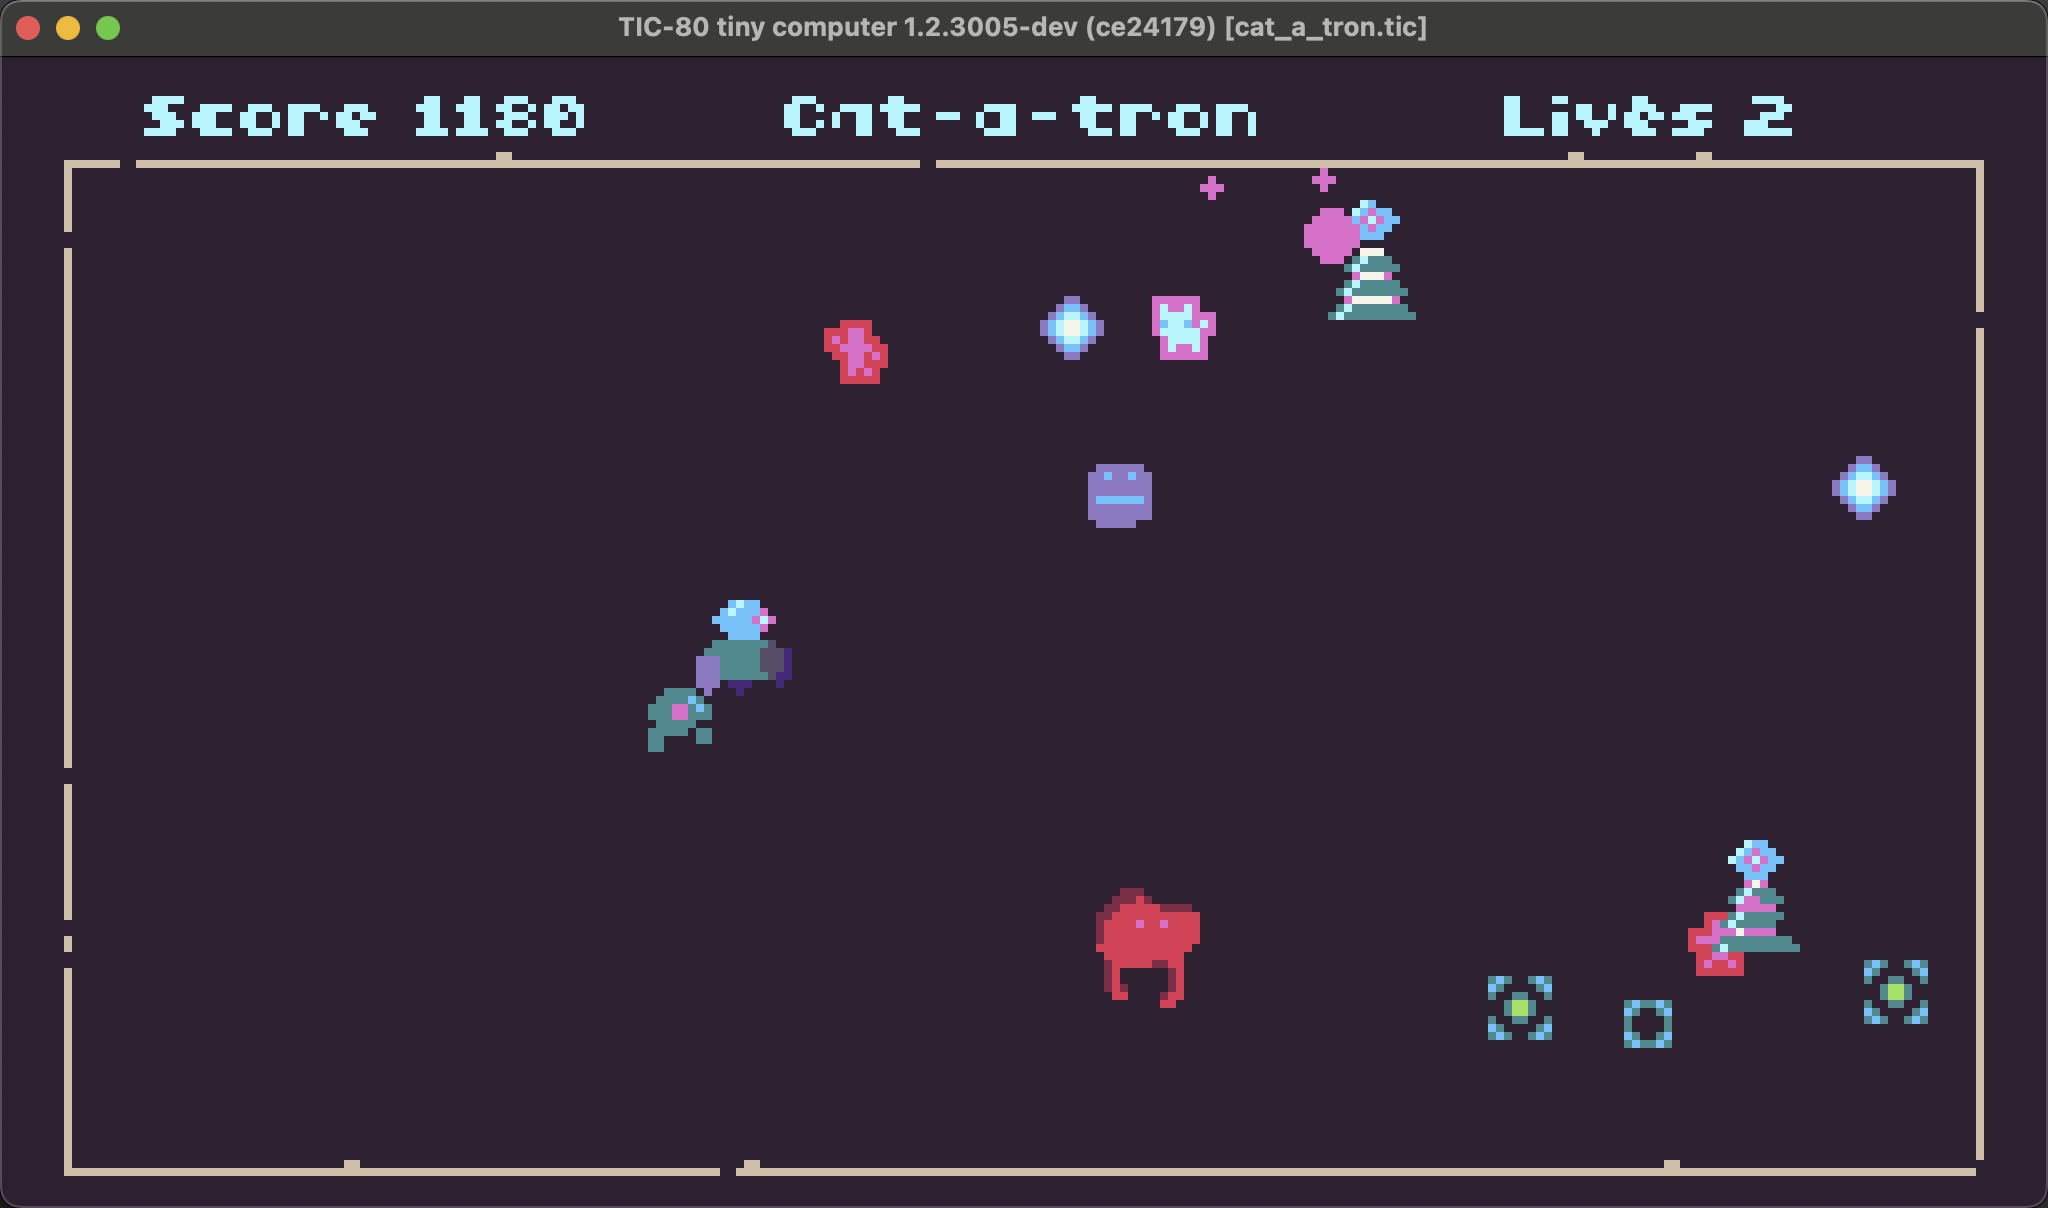 TIC-80 tiny computer 1.2.3005-dev (ce24179) [cat_a_tron.tic]
Score 1180 Cat-a-tron Lives 2